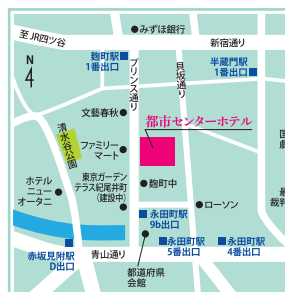 みずほ銀行
至JR四ツ谷
新宿通り
麹町駅
1番出口
半蔵門駅
1番出口
N
プリンス通り
貝坂通り
文藝春秋
都市センターホテル
清水谷公園
ファミリー
マート
国
東京ガーデン
テラス紀尾井町
(建設中)
麹町中
ホテル
ニュー
オータニ
最
裁判
ローソン
永田町駅
9b出口
赤坂見附駅
D出口
青山通り
永田町駅
5番出口
永田町駅
4番出口
都道府県
会館